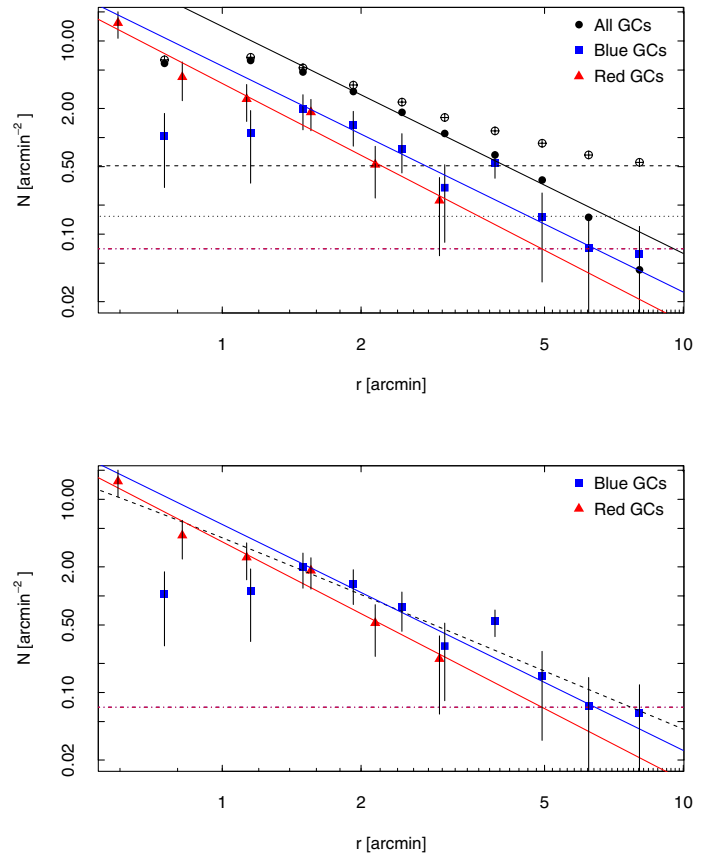 N [arcmin⁻²]
10.00
2.00
0.50
0.10
0.02
All GCs
Blue GCs
Red GCs
1
2
5
10
r [arcmin]
N [arcmin⁻²]
10.00
2.00
0.50
0.10
0.02
Blue GCs
Red GCs
1
2
5
10
r [arcmin]